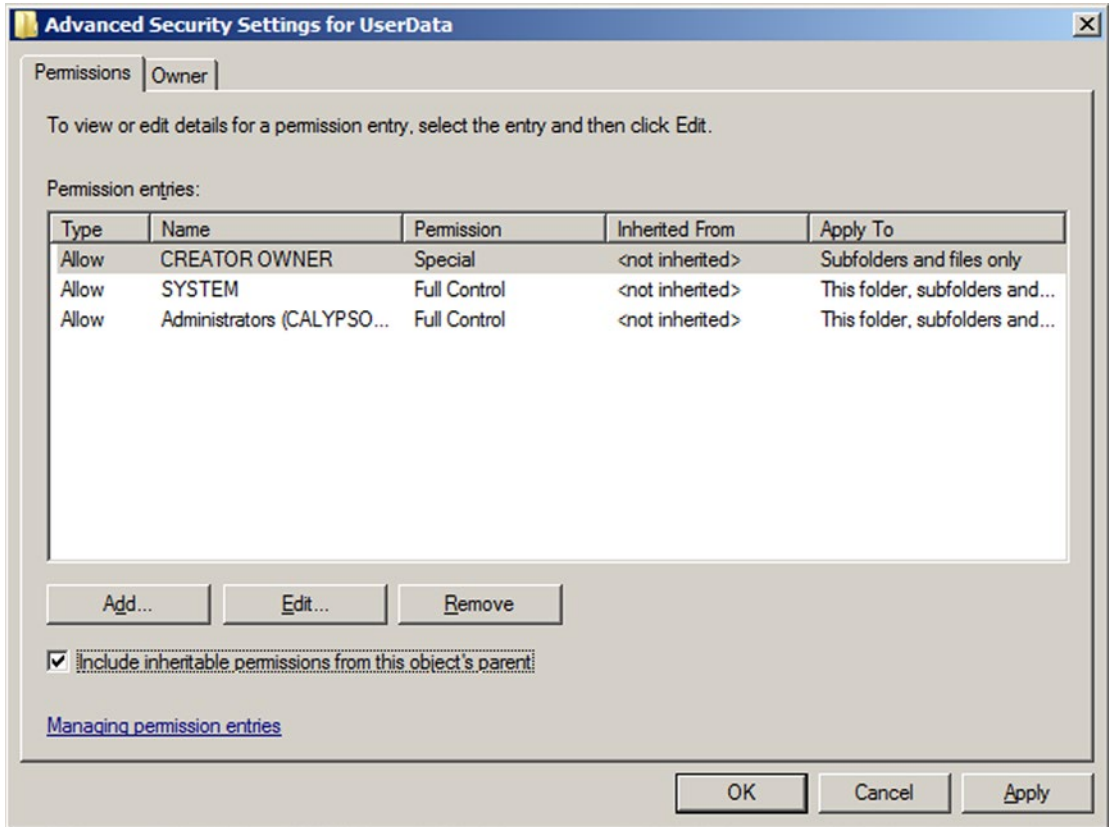 Advanced Security Settings for UserData
Permissions Owner
To view or edit details for a permission entry, select the entry and then click Edit.
Permission entries:
Type Name Permission Inherited From Apply To
Allow CREATOR OWNER Special <not inherited> Subfolders and files only
Allow SYSTEM Full Control <not inherited> This folder, subfolders and...
Allow Administrators (CALYPSO... Full Control <not inherited> This folder, subfolders and...
Add... Edit... Remove
Include inheritable permissions from this object's parent
Managing permission entries
OK Cancel Apply